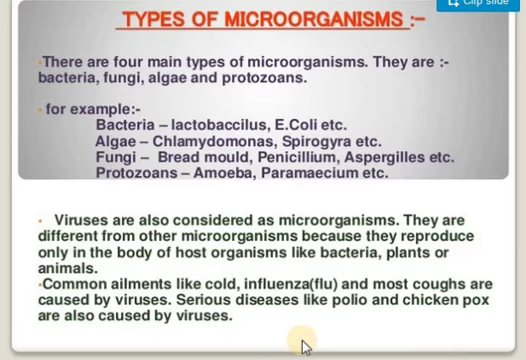 Clip slide
TYPES OF MICROORGANISMS :–
•There are four main types of microorganisms. They are :-
bacteria, fungi, algae and protozoans.
• for example:-
Bacteria – lactobaccilus, E.Coli etc.
Algae – Chlamydomonas, Spirogyra etc.
Fungi – Bread mould, Penicillium, Aspergilles etc.
Protozoans – Amoeba, Paramaecium etc.
• Viruses are also considered as microorganisms. They are
different from other microorganisms because they reproduce
only in the body of host organisms like bacteria, plants or
animals.
•Common ailments like cold, influenza(flu) and most coughs are
caused by viruses. Serious diseases like polio and chicken pox
are also caused by viruses.